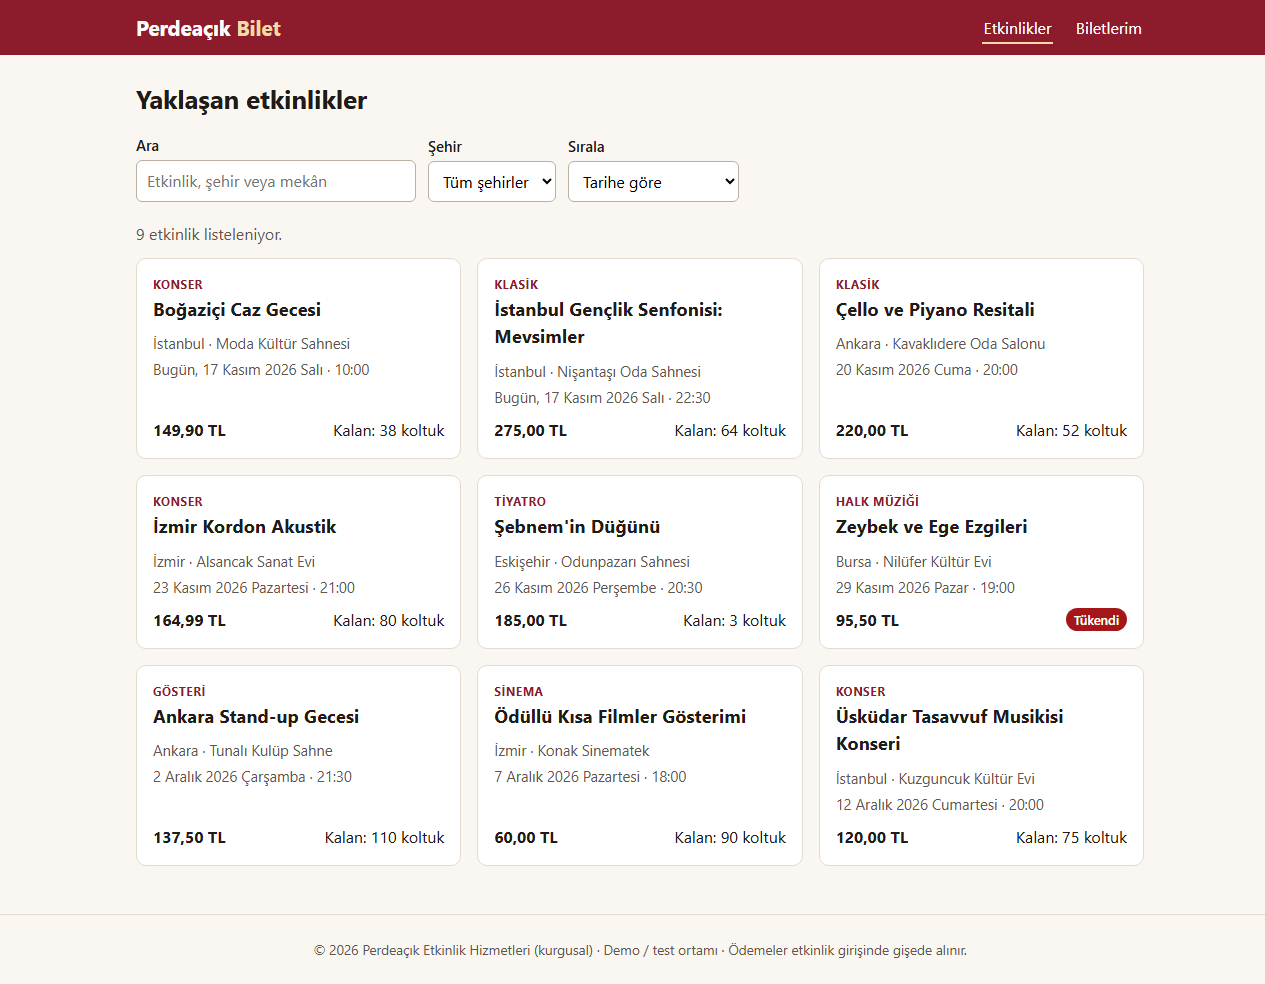 Perdeaçık Bilet
Etkinlikler
Biletlerim
Yaklaşan etkinlikler
Ara
Şehir
Sırala
Etkinlik, şehir veya mekân
Tüm şehirler
Tarihe göre
9 etkinlik listeleniyor.
KONSER
Boğaziçi Caz Gecesi
İstanbul · Moda Kültür Sahnesi
Bugün, 17 Kasım 2026 Salı · 10:00
149,90 TL
Kalan: 38 koltuk
KLASİK
İstanbul Gençlik Senfonisi:
Mevsimler
İstanbul · Nişantaşı Oda Sahnesi
Bugün, 17 Kasım 2026 Salı · 22:30
275,00 TL
Kalan: 64 koltuk
KLASİK
Çello ve Piyano Resitali
Ankara · Kavaklıdere Oda Salonu
20 Kasım 2026 Cuma · 20:00
220,00 TL
Kalan: 52 koltuk
KONSER
İzmir Kordon Akustik
İzmir · Alsancak Sanat Evi
23 Kasım 2026 Pazartesi · 21:00
164,99 TL
Kalan: 80 koltuk
TİYATRO
Şebnem'in Düğünü
Eskişehir · Odunpazarı Sahnesi
26 Kasım 2026 Perşembe · 20:30
185,00 TL
Kalan: 3 koltuk
HALK MÜZİĞİ
Zeybek ve Ege Ezgileri
Bursa · Nilüfer Kültür Evi
29 Kasım 2026 Pazar · 19:00
95,50 TL
Tükendi
GÖSTERİ
Ankara Stand-up Gecesi
Ankara · Tunalı Kulüp Sahne
2 Aralık 2026 Çarşamba · 21:30
137,50 TL
Kalan: 110 koltuk
SİNEMA
Ödüllü Kısa Filmler Gösterimi
İzmir · Konak Sinematek
7 Aralık 2026 Pazartesi · 18:00
60,00 TL
Kalan: 90 koltuk
KONSER
Üsküdar Tasavvuf Musikisi
Konseri
İstanbul · Kuzguncuk Kültür Evi
12 Aralık 2026 Cumartesi · 20:00
120,00 TL
Kalan: 75 koltuk
© 2026 Perdeaçık Etkinlik Hizmetleri (kurgusal) · Demo / test ortamı · Ödemeler etkinlik girişinde gişede alınır.